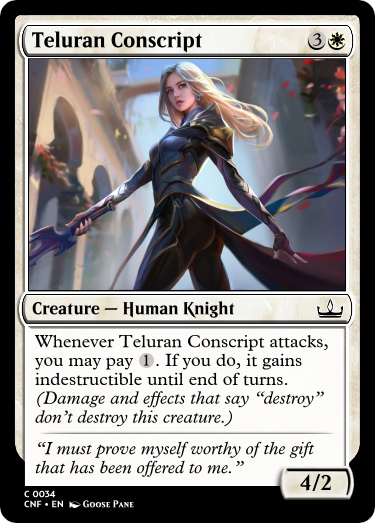 Teluran Conscript 3
Creature — Human Knight
Whenever Teluran Conscript attacks,
you may pay 1. If you do, it gains
indestructible until end of turns.
(Damage and effects that say “destroy”
don’t destroy this creature.)
“I must prove myself worthy of the gift
that has been offered to me.”
4/2
C 0034
CNF • EN Goose Pane